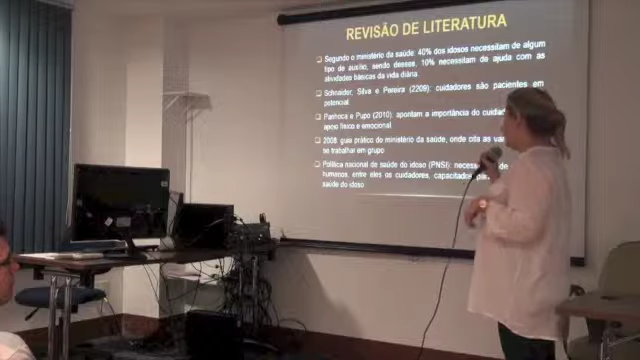 REVISÃO DE LITERATURA
❑ Segundo o ministério da saúde: 40% dos idosos necessitam de algum
tipo de auxílio, sendo desses, 10% necessitam de ajuda com as
atividades básicas da vida diária.
❑ Schneider, Silva e Pereira (2209): cuidadores são pacientes em
potencial.
❑ Panhoca e Pupo (2010): apontam a importância do
apoio físico e emocional.
❑ 2008: guia prático do ministério da saúde, onde cita as
se trabalhar em grupo
❑ Política nacional de saúde do idoso (PNSI):
humanos, entre eles os cuidadores,
saúde do idoso